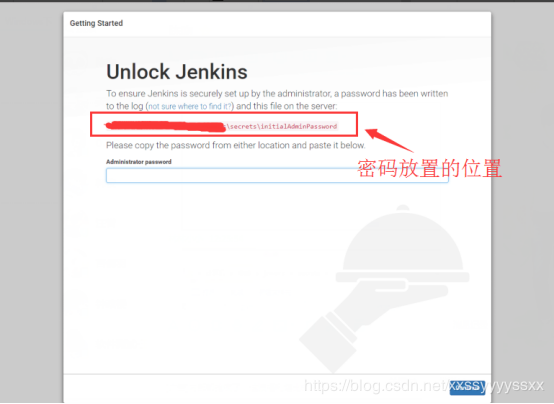 Getting Started
Unlock Jenkins
To ensure Jenkins is securely set up by the administrator, a password has been written
to the log (not sure where to find it?) and this file on the server:
\secrets\initialAdminPassword
Please copy the password from either location and paste it below.
密码放置的位置
Administrator password
https://blog.csdn.net/xxssyyyyssxx